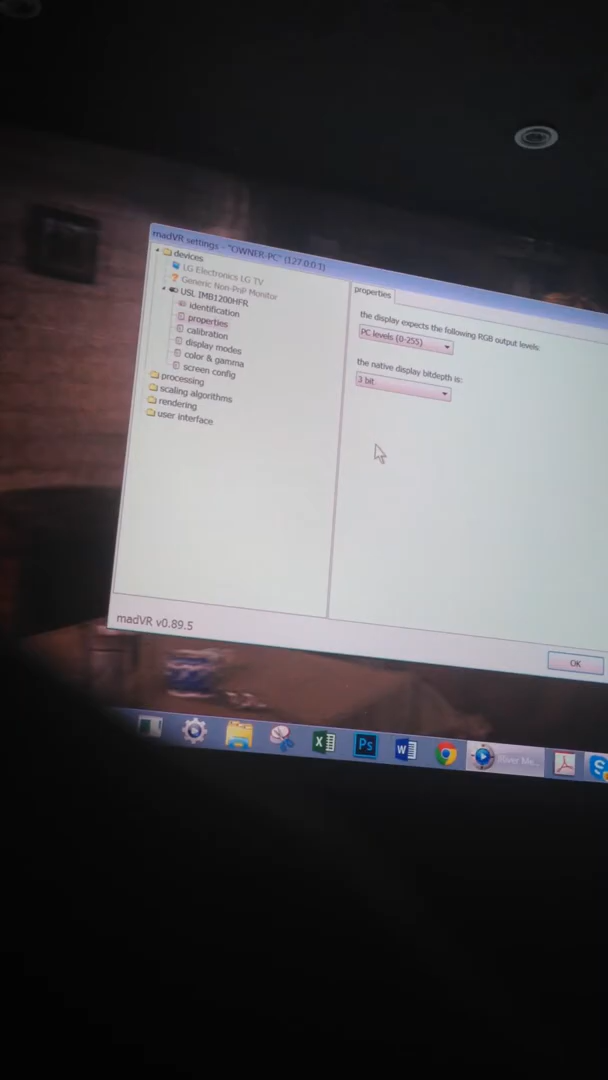 madVR settings - "OWNER-PC" (127.0.0.1)
devices
LG Electronics LG TV
Generic Non-PnP Monitor
USL IMB1200HFR
identification
properties
calibration
display modes
color & gamma
screen config
processing
scaling algorithms
rendering
user interface
properties
the display expects the following RGB output levels:
PC levels (0-255)
the native display bitdepth is:
3 bit
madVR v0.89.5
OK
Ps